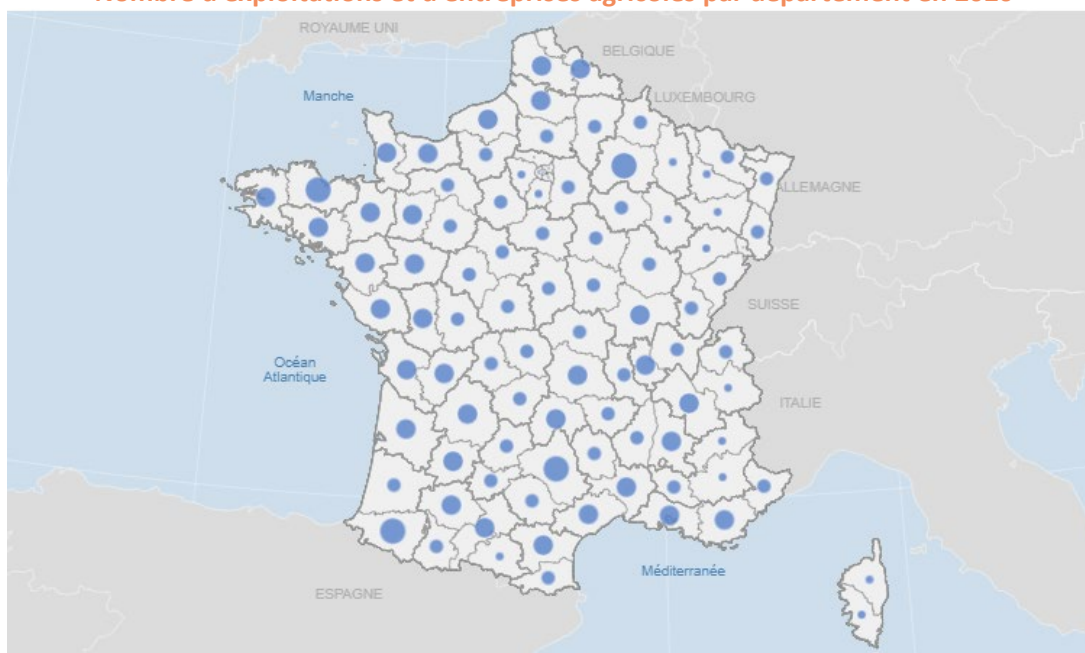 Nombre d'exploitations et d'entreprises agricoles par département en 2020
ROYAUME UNI
BELGIQUE
Manche
LUXEMBOURG
ALLEMAGNE
SUISSE
Océan
Atlantique
ITALIE
Méditerranée
ESPAGNE